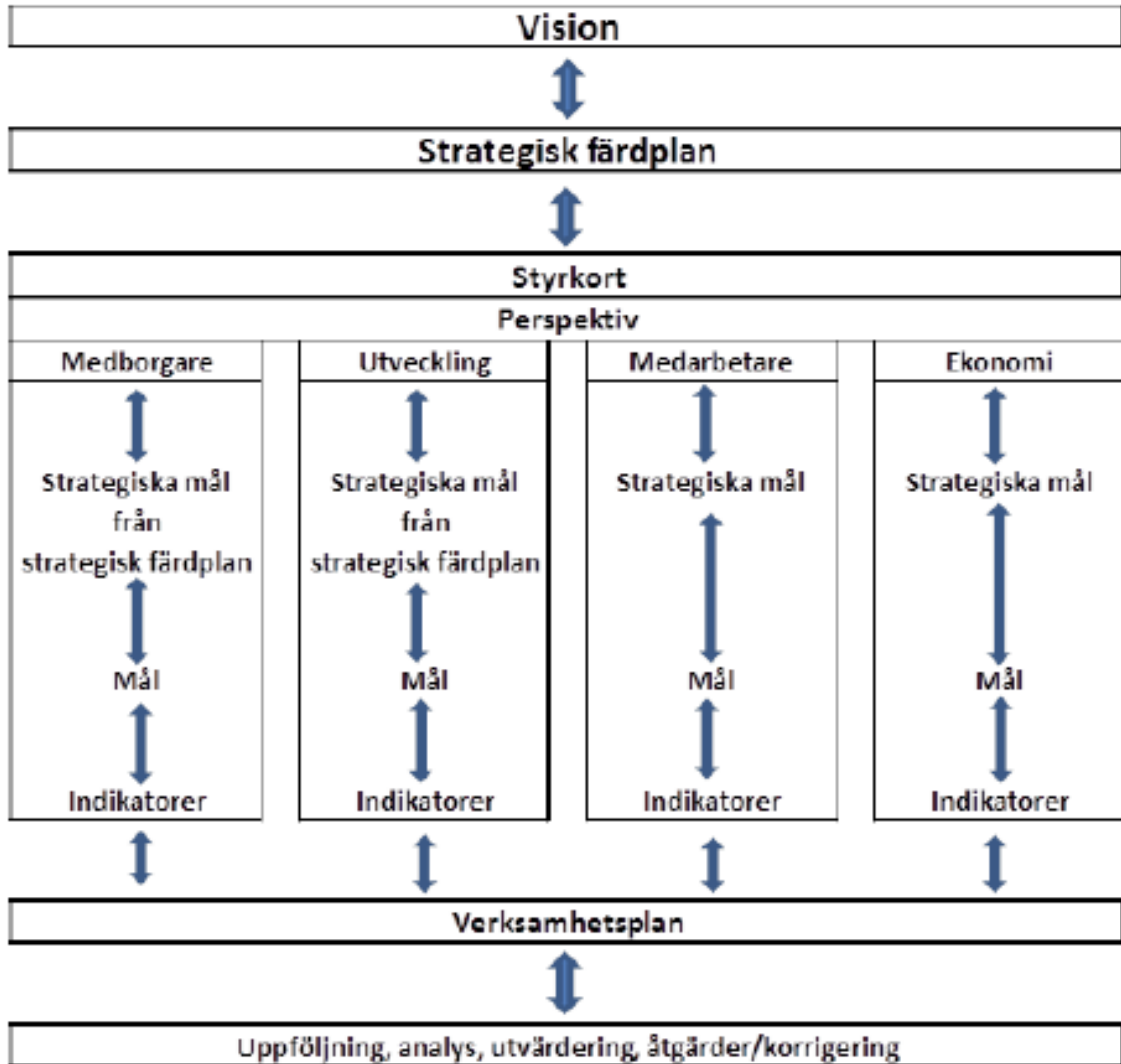 Vision
Strategisk färdplan
Styrkort
Perspektiv
Medborgare
Strategiska mål
från
strategisk färdplan
Mål
Indikatorer
Utveckling
Strategiska mål
från
strategisk färdplan
Mål
Indikatorer
Medarbetare
Strategiska mål
Mål
Indikatorer
Ekonomi
Strategiska mål
Mål
Indikatorer
Verksamhetsplan
Uppföljning, analys, utvärdering, åtgärder/korrigering